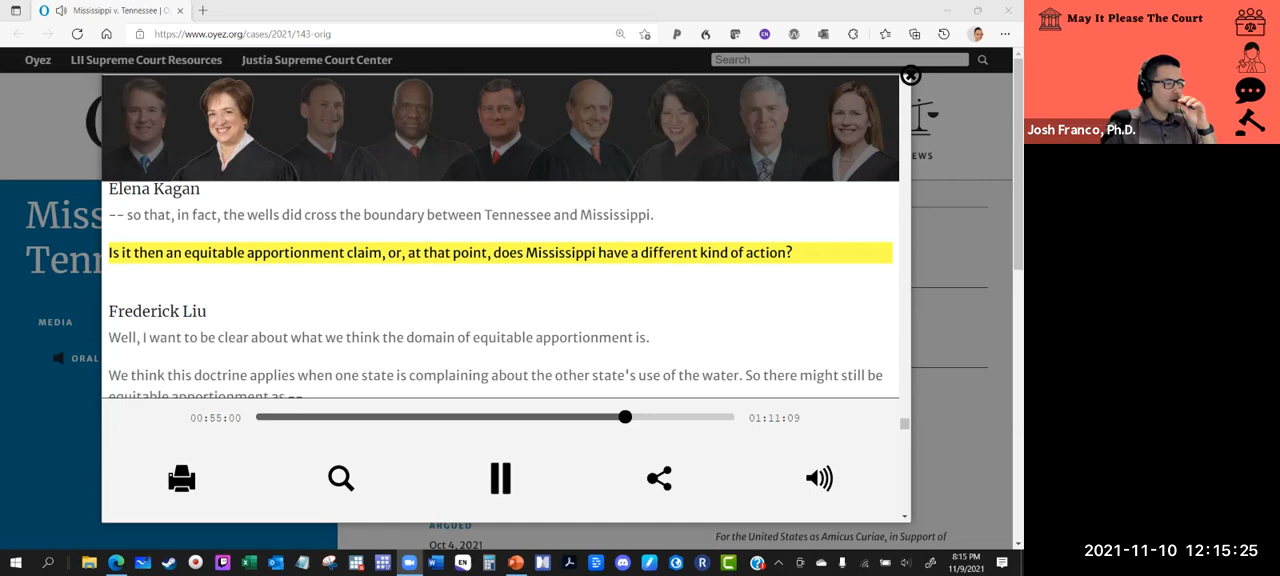 Mississippi v. Tennessee | O
https://www.oyez.org/cases/2021/143-orig
May It Please The Court
Oyez
LII Supreme Court Resources
Justia Supreme Court Center
Search
Josh Franco, Ph.D.
EWS
Elena Kagan
-- so that, in fact, the wells did cross the boundary between Tennessee and Mississippi.
Miss
Tenn
Is it then an equitable apportionment claim, or, at that point, does Mississippi have a different kind of action?
Frederick Liu
MEDIA
Well, I want to be clear about what we think the domain of equitable apportionment is.
ORAL
We think this doctrine applies when one state is complaining about the other state's use of the water. So there might still be
equitable apportionment as --
00:55:00
01:11:09
ARGUED
Oct 4, 2021
For the United States as Amicus Curiae, in Support of
EN
8:15 PM
11/9/2021
2021-11-10 12:15:25